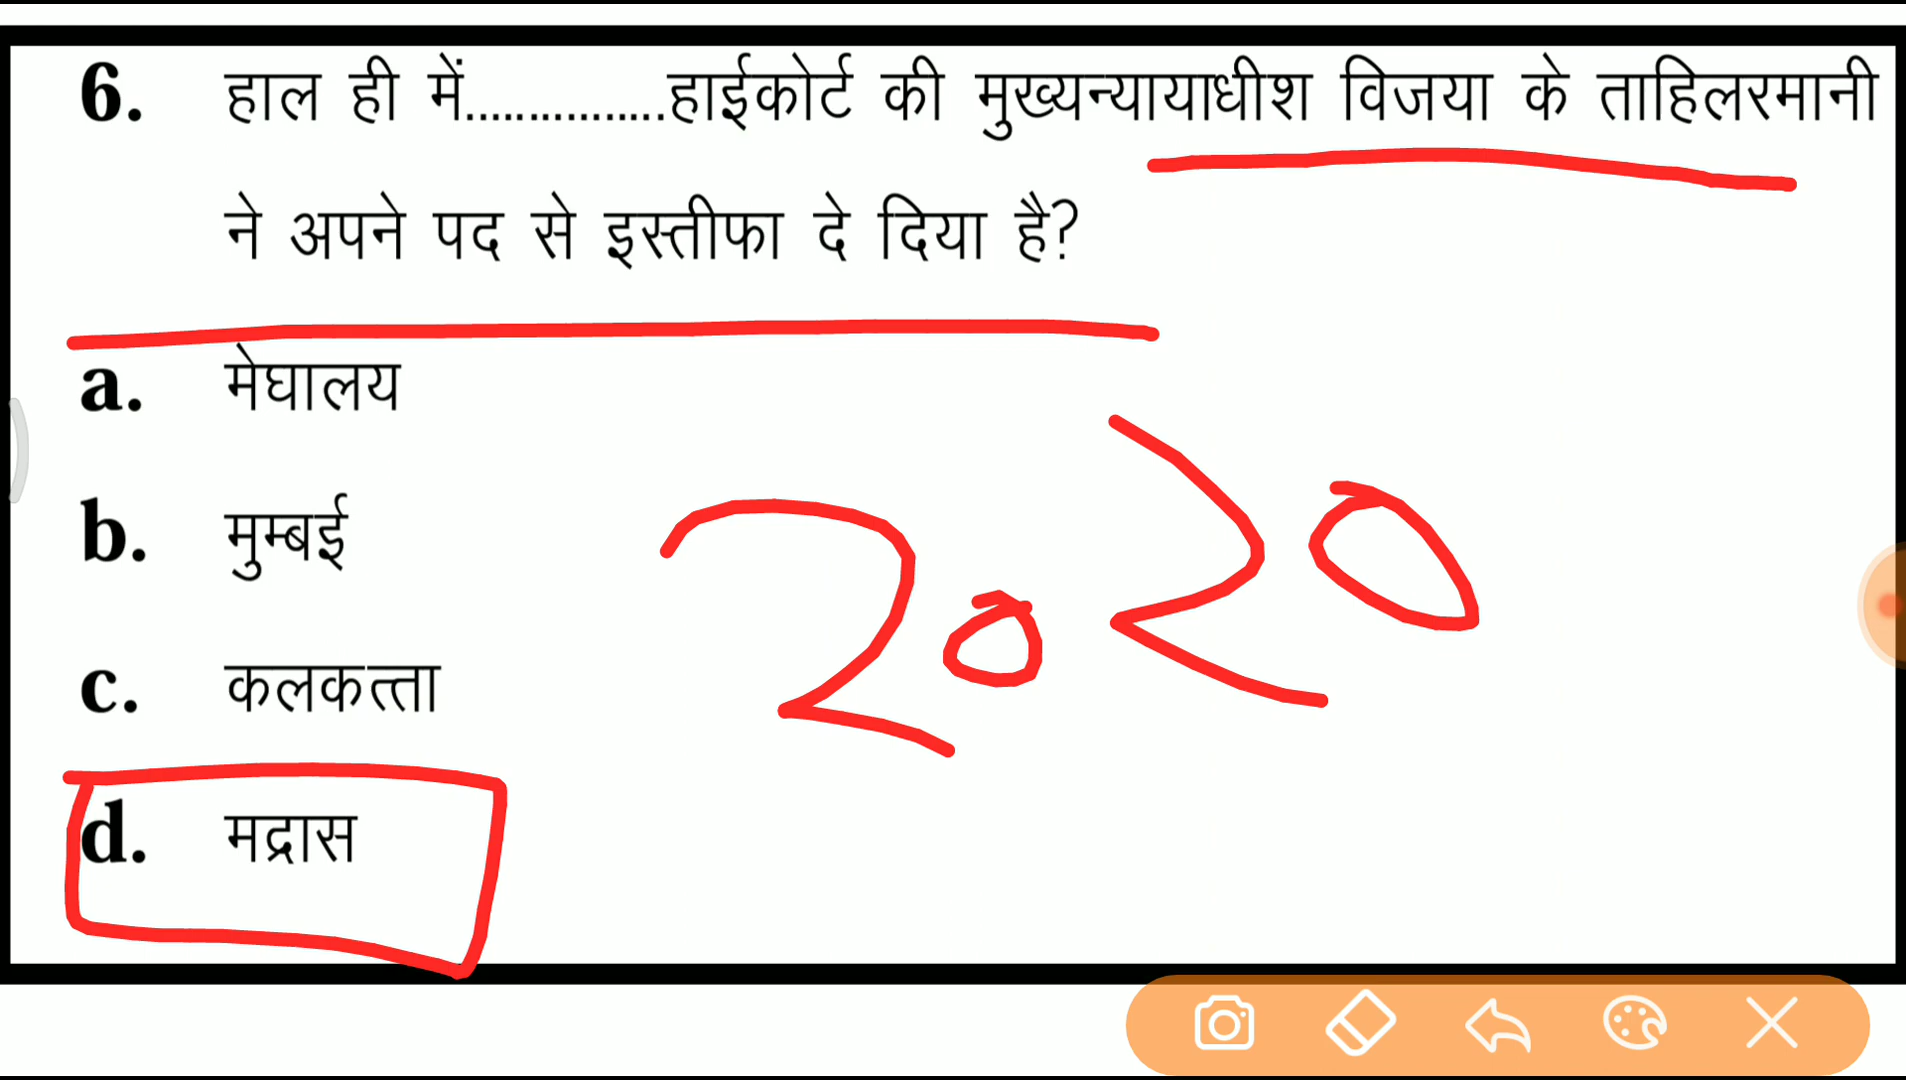 6. हाल ही में................हाईकोर्ट की मुख्यन्यायाधीश विजया के ताहिलरमानी
ने अपने पद से इस्तीफा दे दिया है?
a. मेघालय
b. मुम्बई
c. कलकत्ता
d. मद्रास
2020